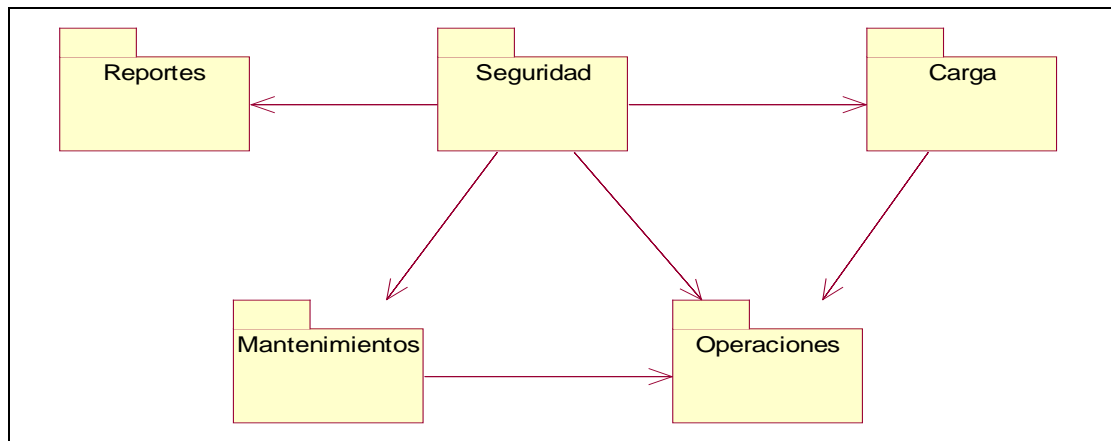 Reportes
Seguridad
Carga
Mantenimientos
Operaciones